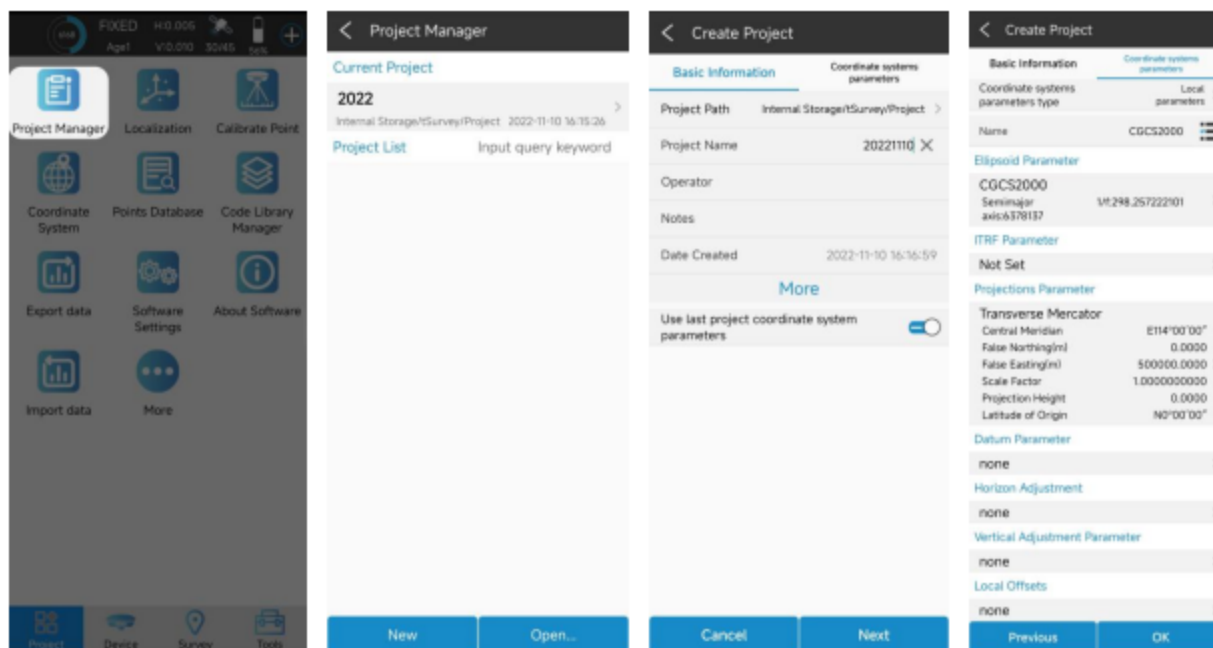 FIXED H:0.005
Age1 V:0.010 30/45 56%
Project Manager
Localization
Calibrate Point
Coordinate
System
Points Database
Code Library
Manager
Export data
Software
Settings
About Software
Import data
More
Project
Device
Survey
Tools
Project Manager
Current Project
2022
Internal Storage/tSurvey/Project 2022-11-10 16:15:26
Project List Input query keyword
New
Open...
Create Project
Basic Information
Coordinate systems
parameters
Project Path Internal Storage/tSurvey/Project
Project Name 20221110
Operator
Notes
Date Created 2022-11-10 16:16:59
More
Use last project coordinate system
parameters
Cancel
Next
Create Project
Basic Information
Coordinate systems
parameters
Coordinate systems
parameters type
Local
parameters
Name CGCS2000
Ellipsoid Parameter
CGCS2000
Semimajor
axis:6378137
1/f:298.257222101
ITRF Parameter
Not Set
Projections Parameter
Transverse Mercator
Central Meridian E114°00'00"
False Northing(m) 0.0000
False Easting(m) 500000.0000
Scale Factor 1.0000000000
Projection Height 0.0000
Latitude of Origin N0°00'00"
Datum Parameter
none
Horizon Adjustment
none
Vertical Adjustment Parameter
none
Local Offsets
none
Previous
OK